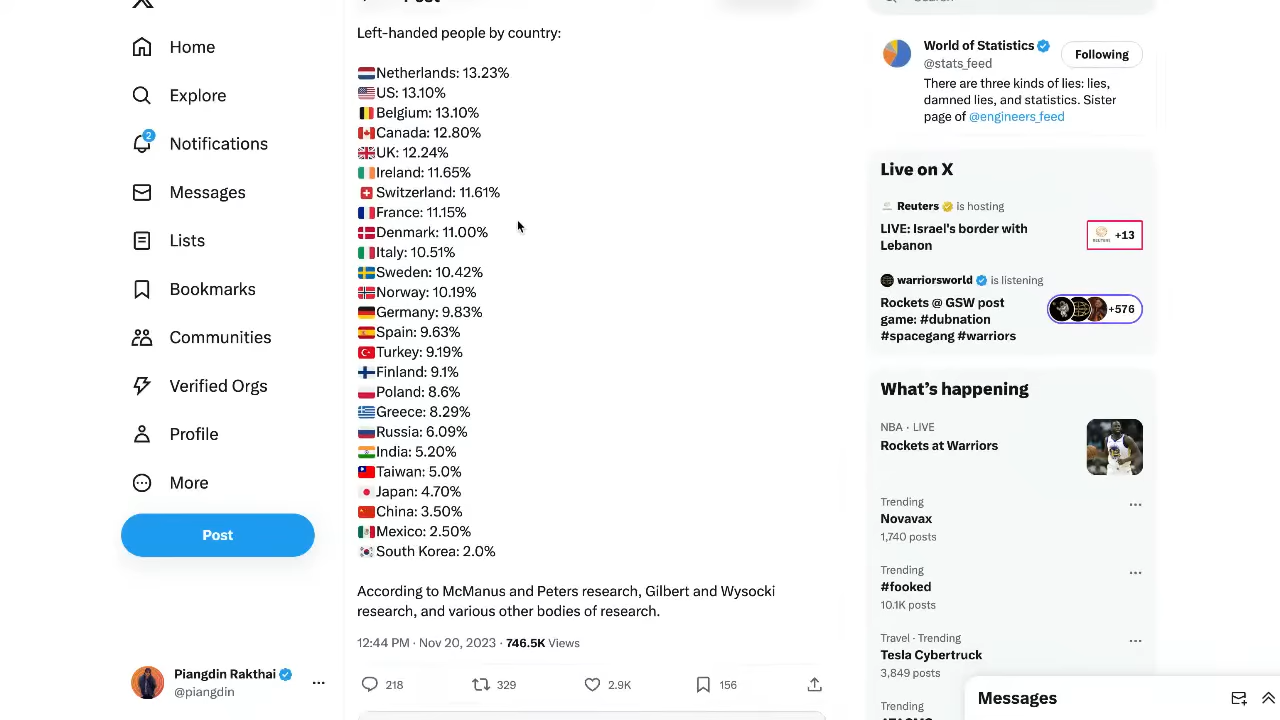 Post
Home
Explore
2
Notifications
Messages
Lists
Bookmarks
Communities
Verified Orgs
Profile
More
Post
Piangdin Rakthai
@piangdin
Left-handed people by country:
Netherlands: 13.23%
US: 13.10%
Belgium: 13.10%
Canada: 12.80%
UK: 12.24%
Ireland: 11.65%
Switzerland: 11.61%
France: 11.15%
Denmark: 11.00%
Italy: 10.51%
Sweden: 10.42%
Norway: 10.19%
Germany: 9.83%
Spain: 9.63%
Turkey: 9.19%
Finland: 9.1%
Poland: 8.6%
Greece: 8.29%
Russia: 6.09%
India: 5.20%
Taiwan: 5.0%
Japan: 4.70%
China: 3.50%
Mexico: 2.50%
South Korea: 2.0%
According to McManus and Peters research, Gilbert and Wysocki
research, and various other bodies of research.
12:44 PM · Nov 20, 2023 · 746.5K Views
218 329 2.9K 156
Search
World of Statistics
@stats_feed
Following
There are three kinds of lies: lies,
damned lies, and statistics. Sister
page of @engineers_feed
Live on X
Reuters is hosting
LIVE: Israel's border with
Lebanon
REUTERS +13
warriorsworld is listening
Rockets @ GSW post
game: #dubnation
#spacegang #warriors
+576
What's happening
NBA · LIVE
Rockets at Warriors
Trending
Novavax
1,740 posts
Trending
#fooked
10.1K posts
Travel · Trending
Tesla Cybertruck
3,849 posts
Trending
Messages